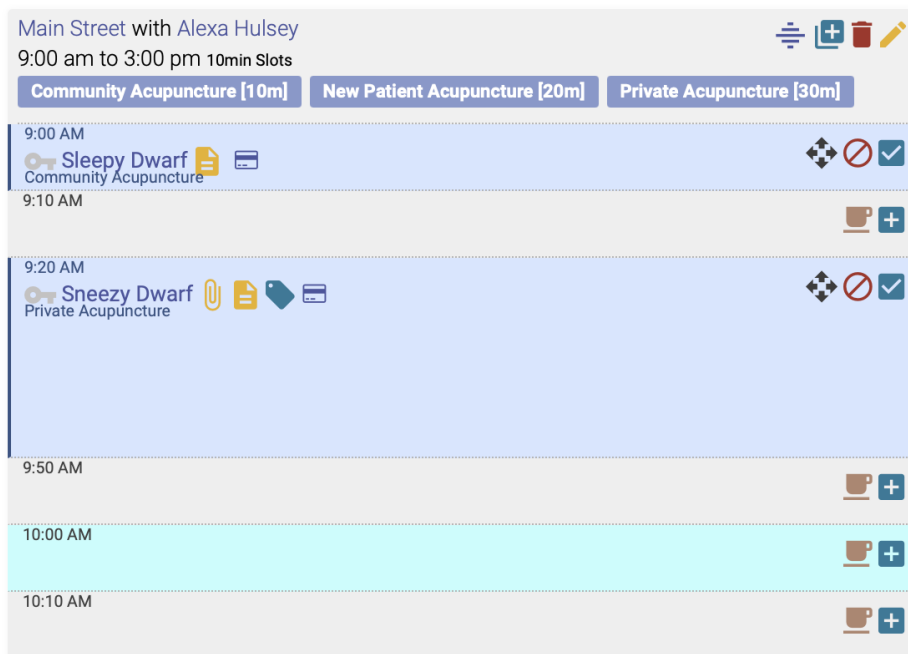 Main Street with Alexa Hulsey
9:00 am to 3:00 pm 10min Slots
Community Acupuncture [10m] New Patient Acupuncture [20m] Private Acupuncture [30m]
9:00 AM
Sleepy Dwarf
Community Acupuncture
9:10 AM
9:20 AM
Sneezy Dwarf
Private Acupuncture
9:50 AM
10:00 AM
10:10 AM